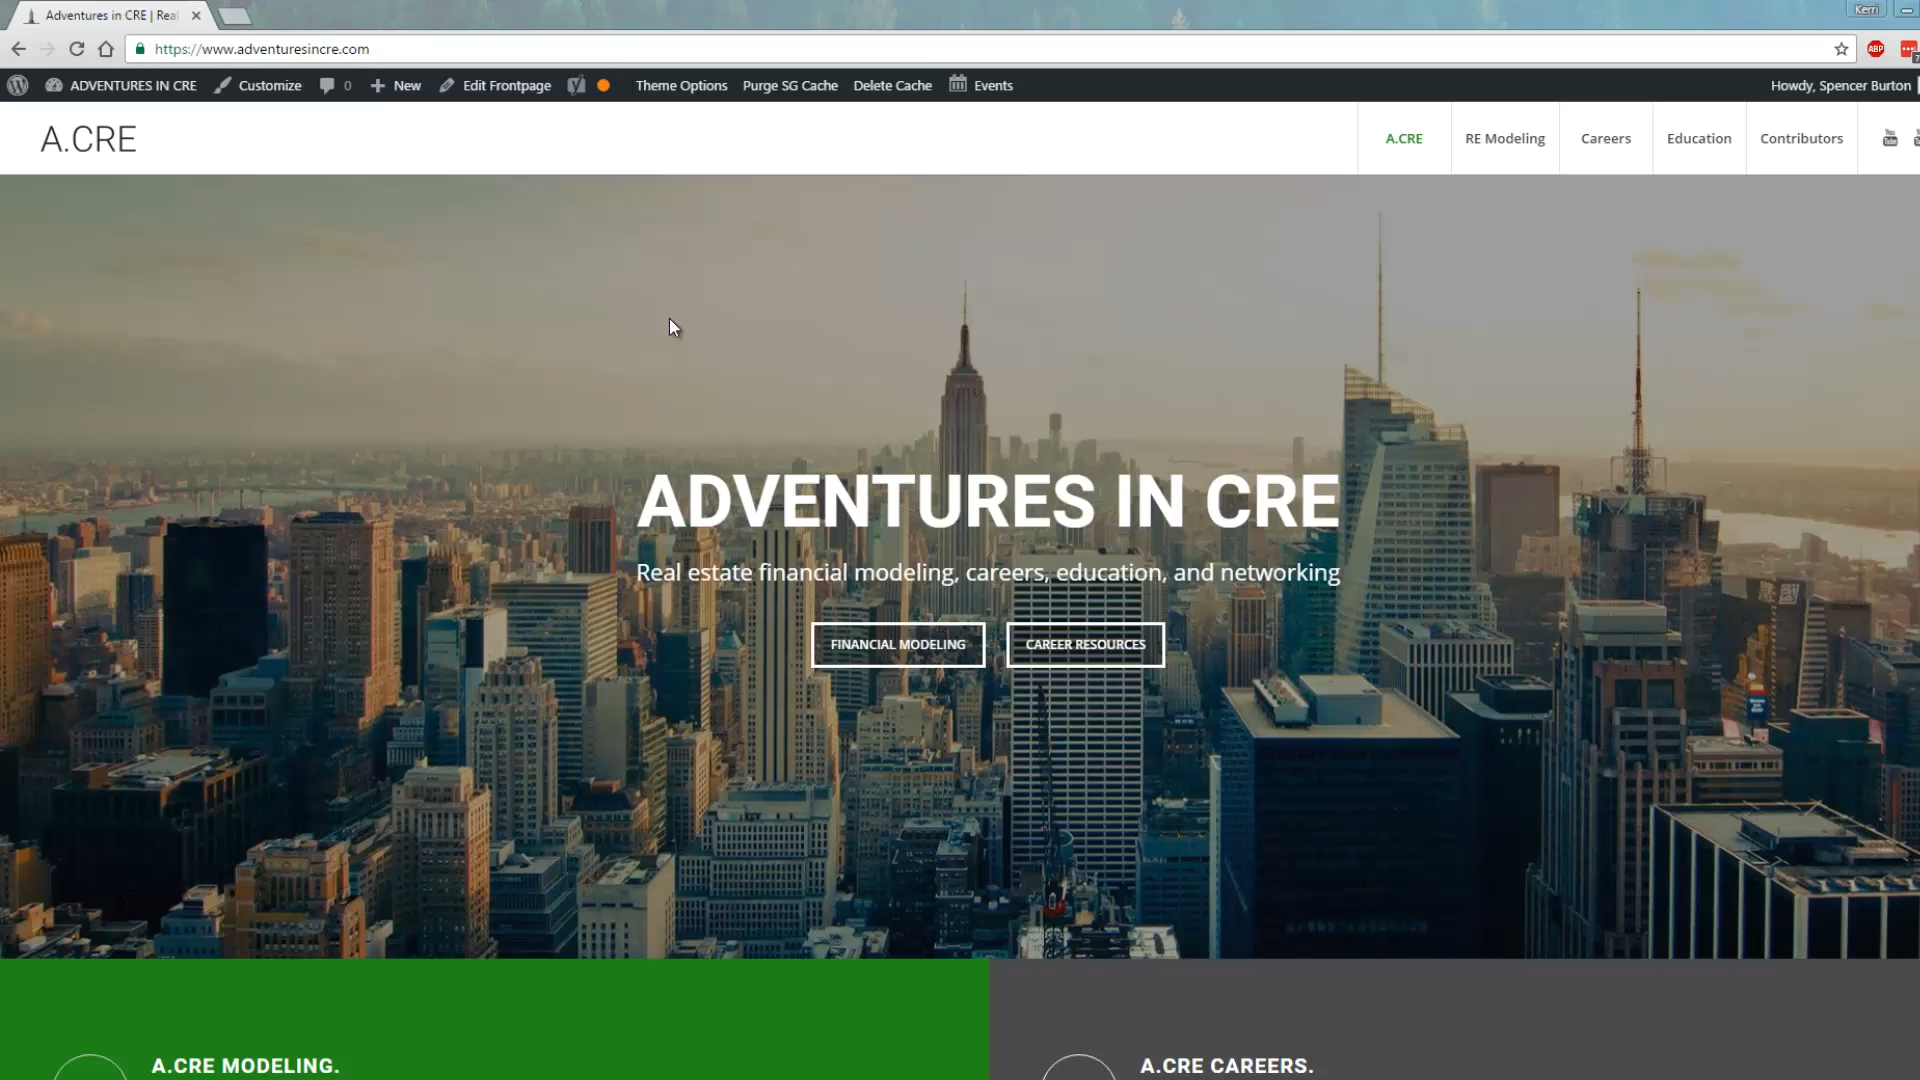 Adventures in CRE | Real
Kerri
https://www.adventuresincre.com
ABP
ADVENTURES IN CRE Customize 0 New Edit Frontpage Theme Options Purge SG Cache Delete Cache Events Howdy, Spencer Burton
A.CRE
A.CRE RE Modeling Careers Education Contributors
ADVENTURES IN CRE
Real estate financial modeling, careers, education, and networking
FINANCIAL MODELING CAREER RESOURCES
A.CRE MODELING. A.CRE CAREERS.